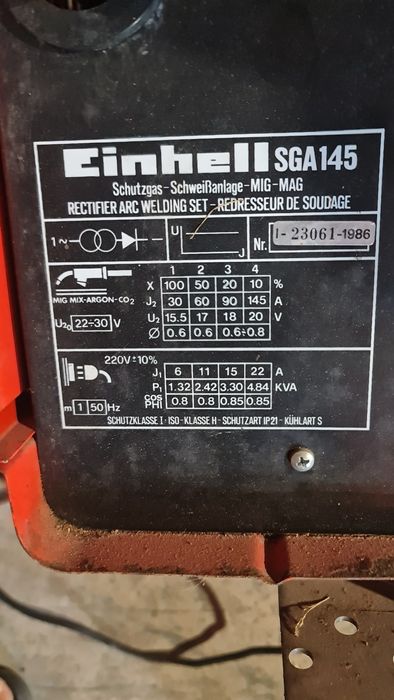 Einhell SGA145
Schutzgas-Schweißanlage-MIG-MAG
RECTIFIER ARC WELDING SET-REDRESSEUR DE SOUDAGE
1~ U J Nr. I-23061-1986
1 2 3 4
X 100 50 20 10 %
MIG MIX-ARGON-CO2 J2 30 60 90 145 A
U20 22÷30 V U2 15.5 17 18 20 V
Ø 0.6 0.6 0.6÷0.8
220V±10% J1 6 11 15 22 A
P1 1.32 2.42 3.30 4.84 KVA
m 1 50 Hz COS PHI 0.8 0.8 0.85 0.85
SCHUTZKLASSE I-ISO-KLASSE H-SCHUTZART IP21-KÜHLART S